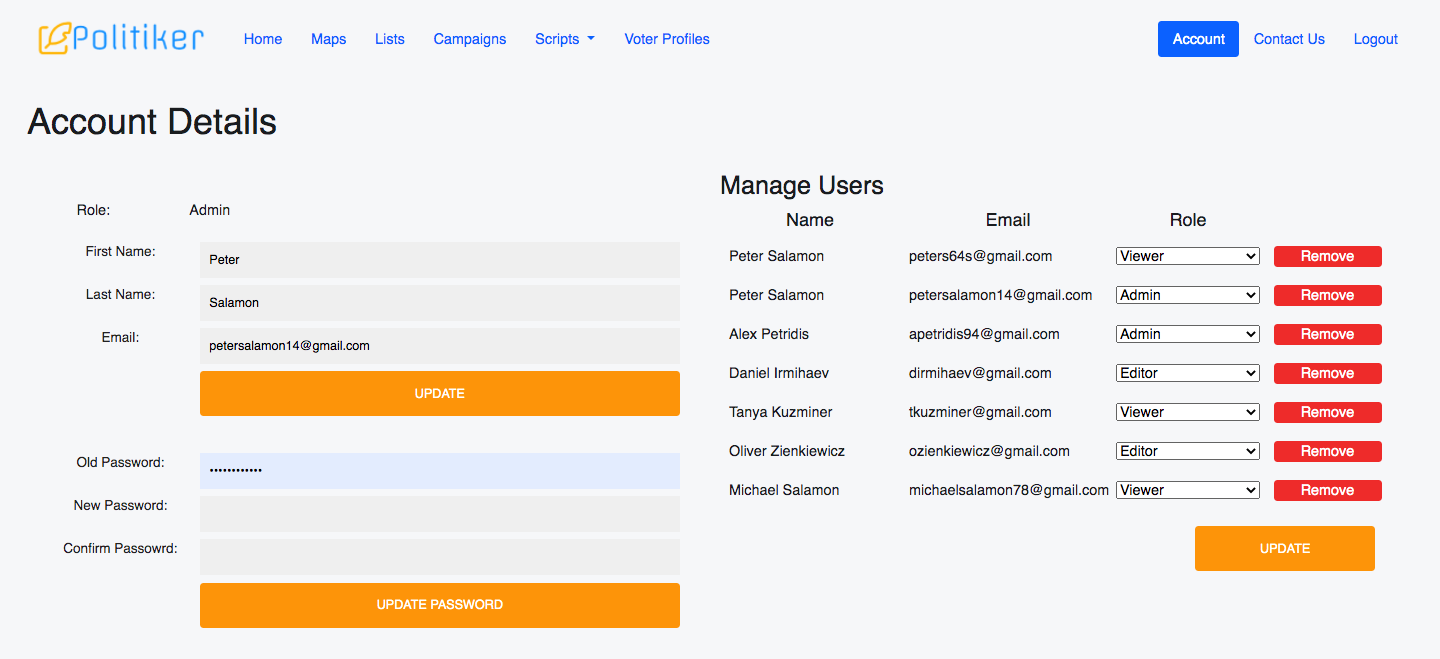 Politiker Home Maps Lists Campaigns Scripts Voter Profiles Account Contact Us Logout
Account Details
Role: Admin
First Name: Peter
Last Name: Salamon
Email: petersalamon14@gmail.com
UPDATE
Old Password: ••••••••••••
New Password:
Confirm Passowrd:
UPDATE PASSWORD
Manage Users
Name Email Role
Peter Salamon peters64s@gmail.com Viewer Remove
Peter Salamon petersalamon14@gmail.com Admin Remove
Alex Petridis apetridis94@gmail.com Admin Remove
Daniel Irmihaev dirmihaev@gmail.com Editor Remove
Tanya Kuzminer tkuzminer@gmail.com Viewer Remove
Oliver Zienkiewicz ozienkiewicz@gmail.com Editor Remove
Michael Salamon michaelsalamon78@gmail.com Viewer Remove
UPDATE